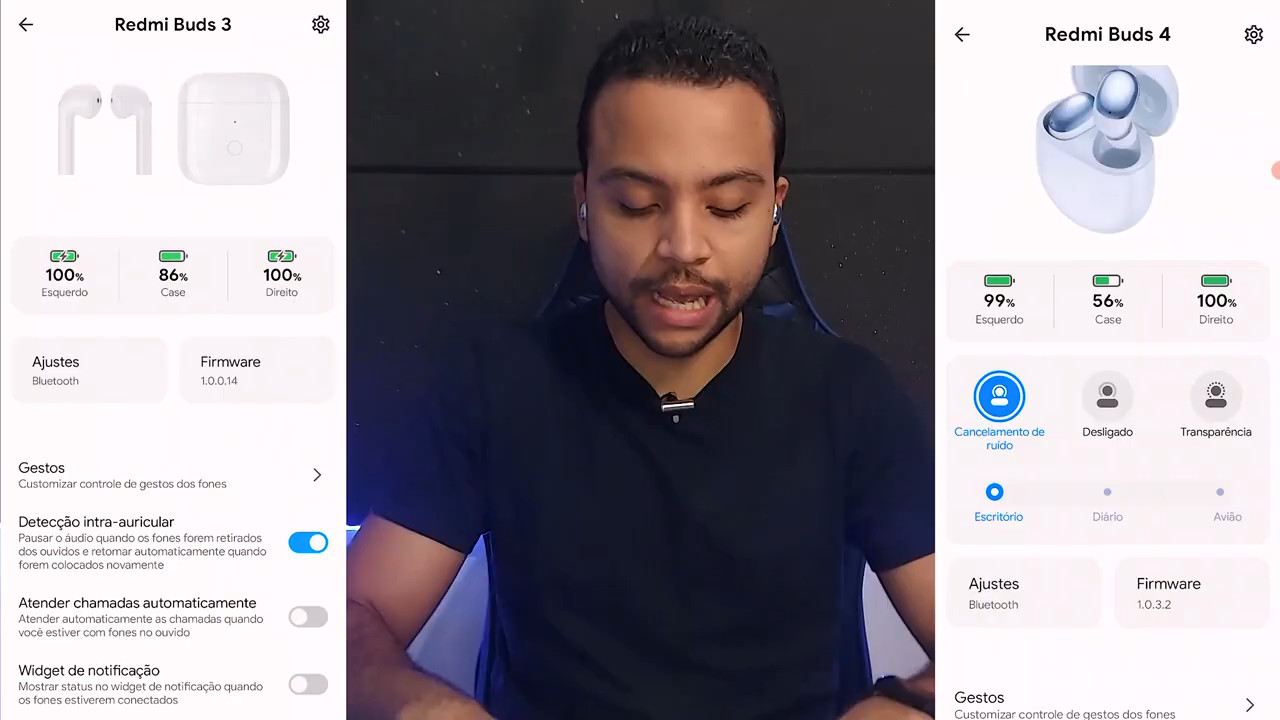 Redmi Buds 3
100%
Esquerdo
86%
Case
100%
Direito
Ajustes
Bluetooth
Firmware
1.0.0.14
Gestos
Customizar controle de gestos dos fones
Detecção intra-auricular
Pausar o áudio quando os fones forem retirados
dos ouvidos e retomar automaticamente quando
forem colocados novamente
Atender chamadas automaticamente
Atender automaticamente as chamadas quando
você estiver com fones no ouvido
Widget de notificação
Mostrar status no widget de notificação quando
os fones estiverem conectados
Redmi Buds 4
99%
Esquerdo
56%
Case
100%
Direito
Cancelamento de
ruído
Desligado
Transparência
Escritório
Diário
Avião
Ajustes
Bluetooth
Firmware
1.0.3.2
Gestos
Customizar controle de gestos dos fones